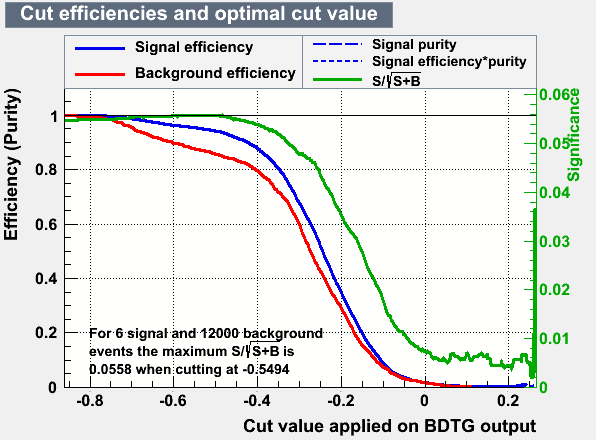 Cut efficiencies and optimal cut value
Signal efficiency
Background efficiency
Signal purity
Signal efficiency*purity
S/√S+B
Efficiency (Purity)
1
0.8
0.6
0.4
0.2
0
0.06
0.05
0.04
0.03
0.02
0.01
0
Significance
For 6 signal and 12000 background
events the maximum S/√S+B is
0.0558 when cutting at -0.5494
-0.8 -0.6 -0.4 -0.2 0 0.2
Cut value applied on BDTG output